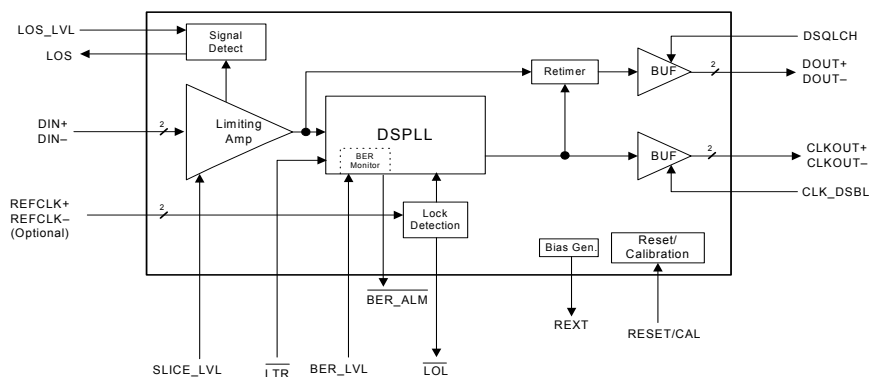 LOS_LVL
LOS
Signal
Detect
DSQLCH
BUF
2
DOUT+
DOUT–
Retimer
DIN+
DIN–
2
Limiting
Amp
DSPLL
BER
Monitor
BUF
2
CLKOUT+
CLKOUT–
CLK_DSBL
REFCLK+
REFCLK–
(Optional)
2
Lock
Detection
Bias Gen.
Reset/
Calibration
BER_ALM
REXT
RESET/CAL
SLICE_LVL
LTR
BER_LVL
LOL